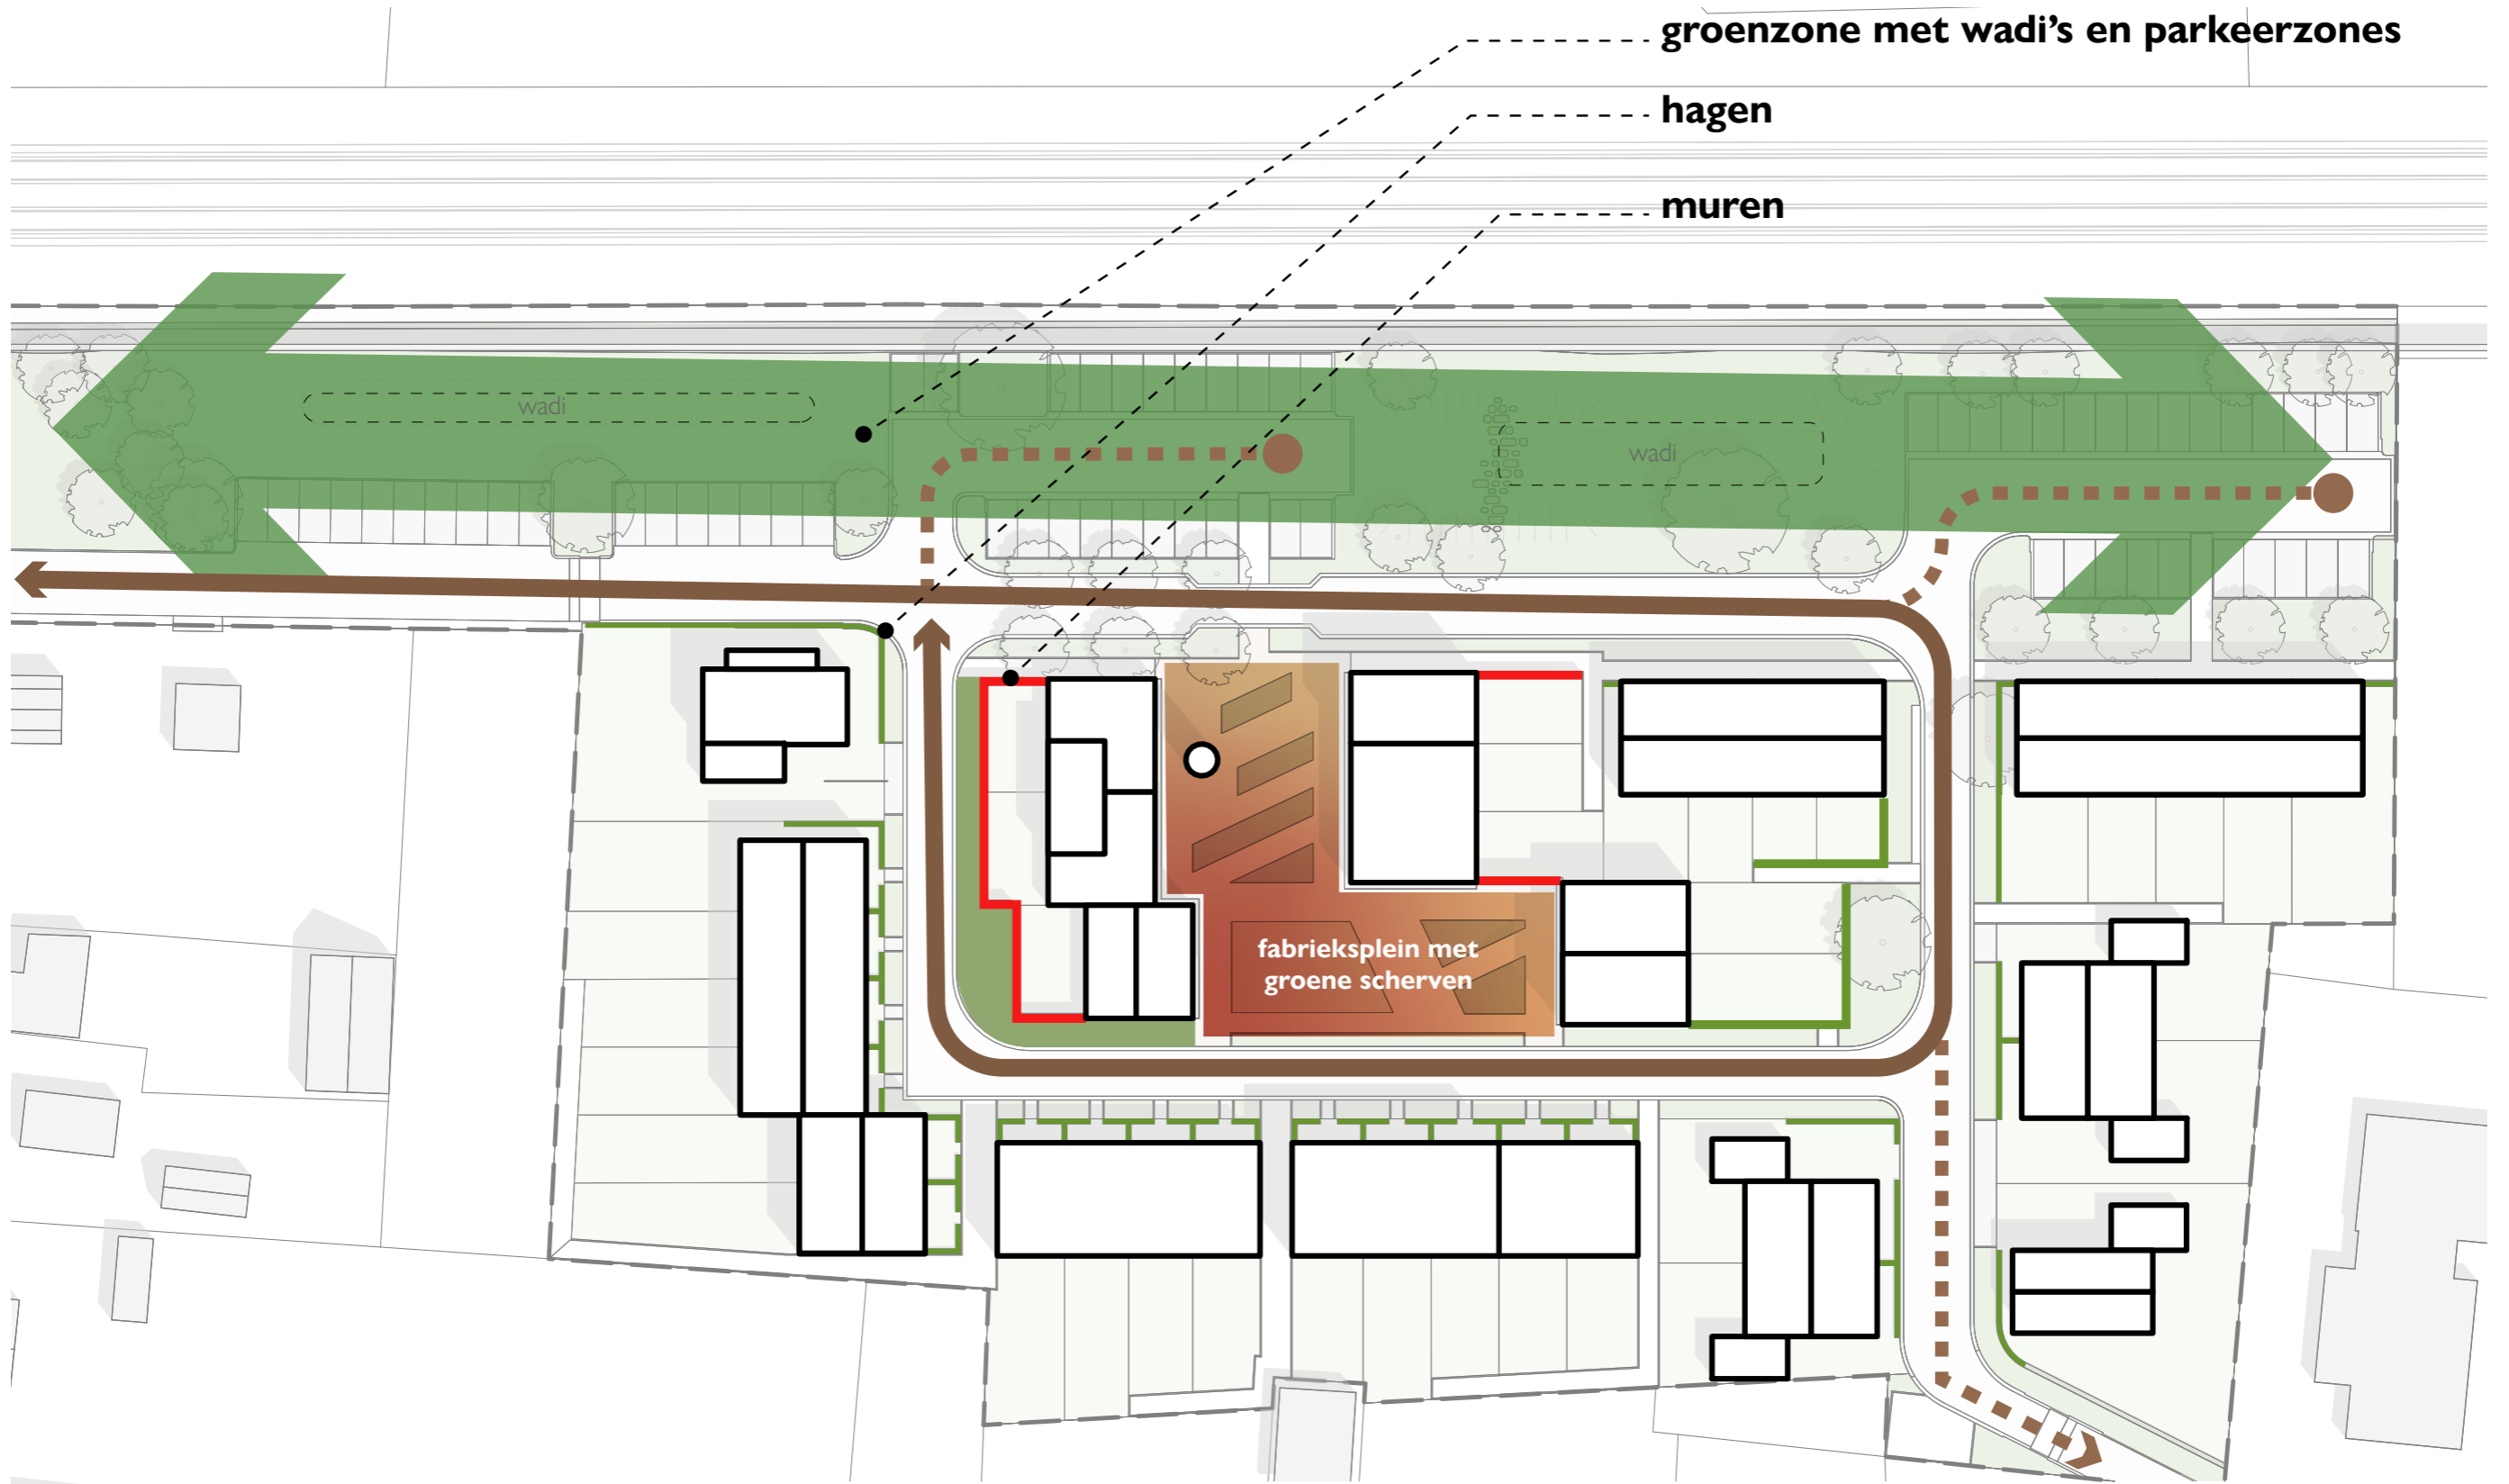 groenzone met wadi's en parkeerzones
hagen
muren
wadi
wadi
fabrieksplein met
groene scherven